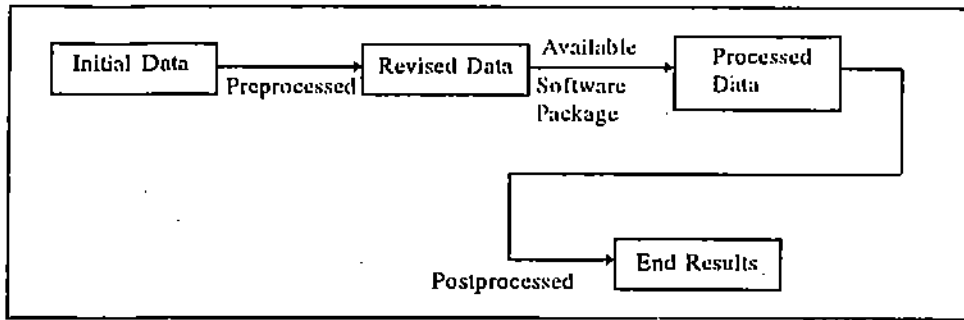 Initial Data
Preprocessed
Revised Data
Available
Software
Package
Processed
Data
Postprocessed
End Results